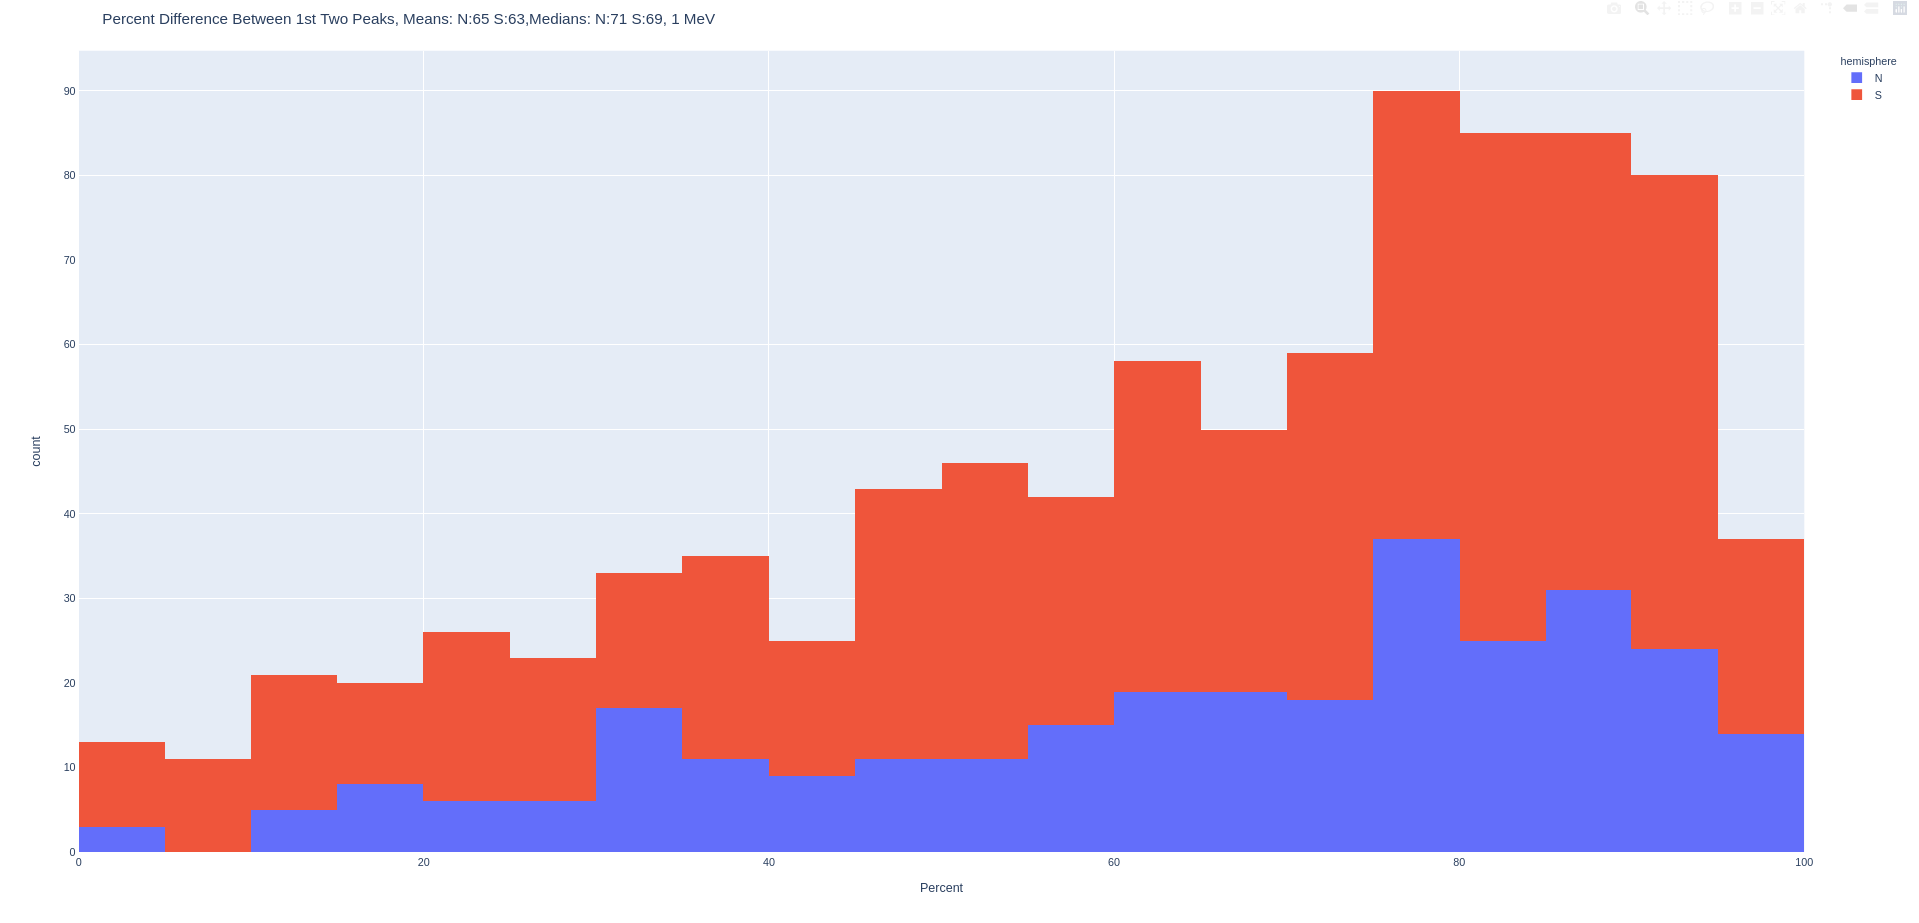 Percent Difference Between 1st Two Peaks, Means: N:65 S:63,Medians: N:71 S:69, 1 MeV
hemisphere
N
S
90
80
70
60
50
40
30
20
10
0
count
0 20 40 60 80 100
Percent